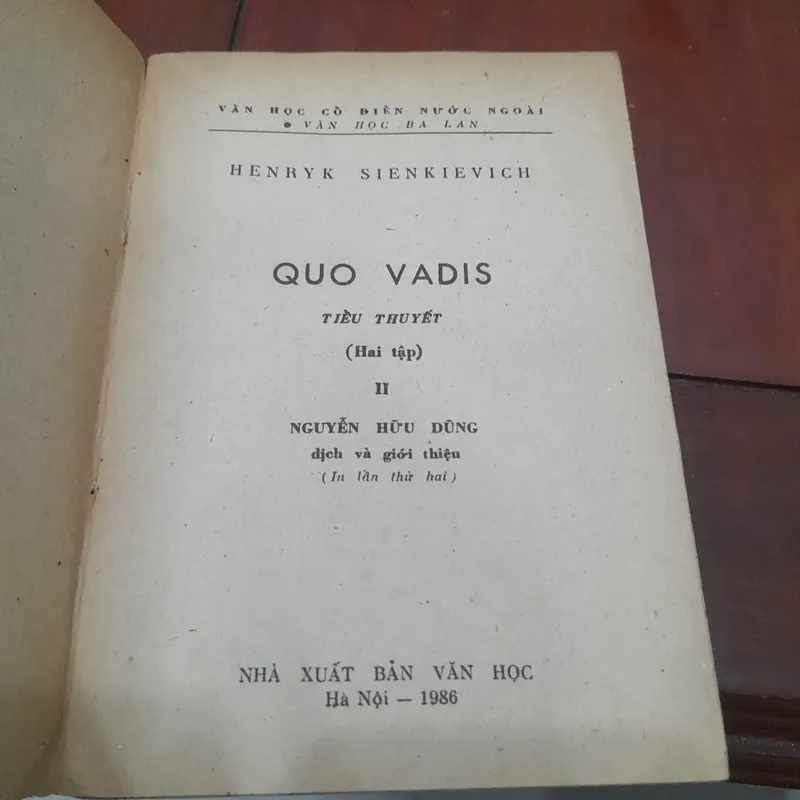 VĂN HỌC CỔ ĐIỂN NƯỚC NGOÀI
● VĂN HỌC BA LAN
HENRYK SIENKIEVICH
QUO VADIS
TIỂU THUYẾT
(Hai tập)
II
NGUYỄN HỮU DŨNG
dịch và giới thiệu
(In lần thứ hai)
NHÀ XUẤT BẢN VĂN HỌC
Hà Nội — 1986